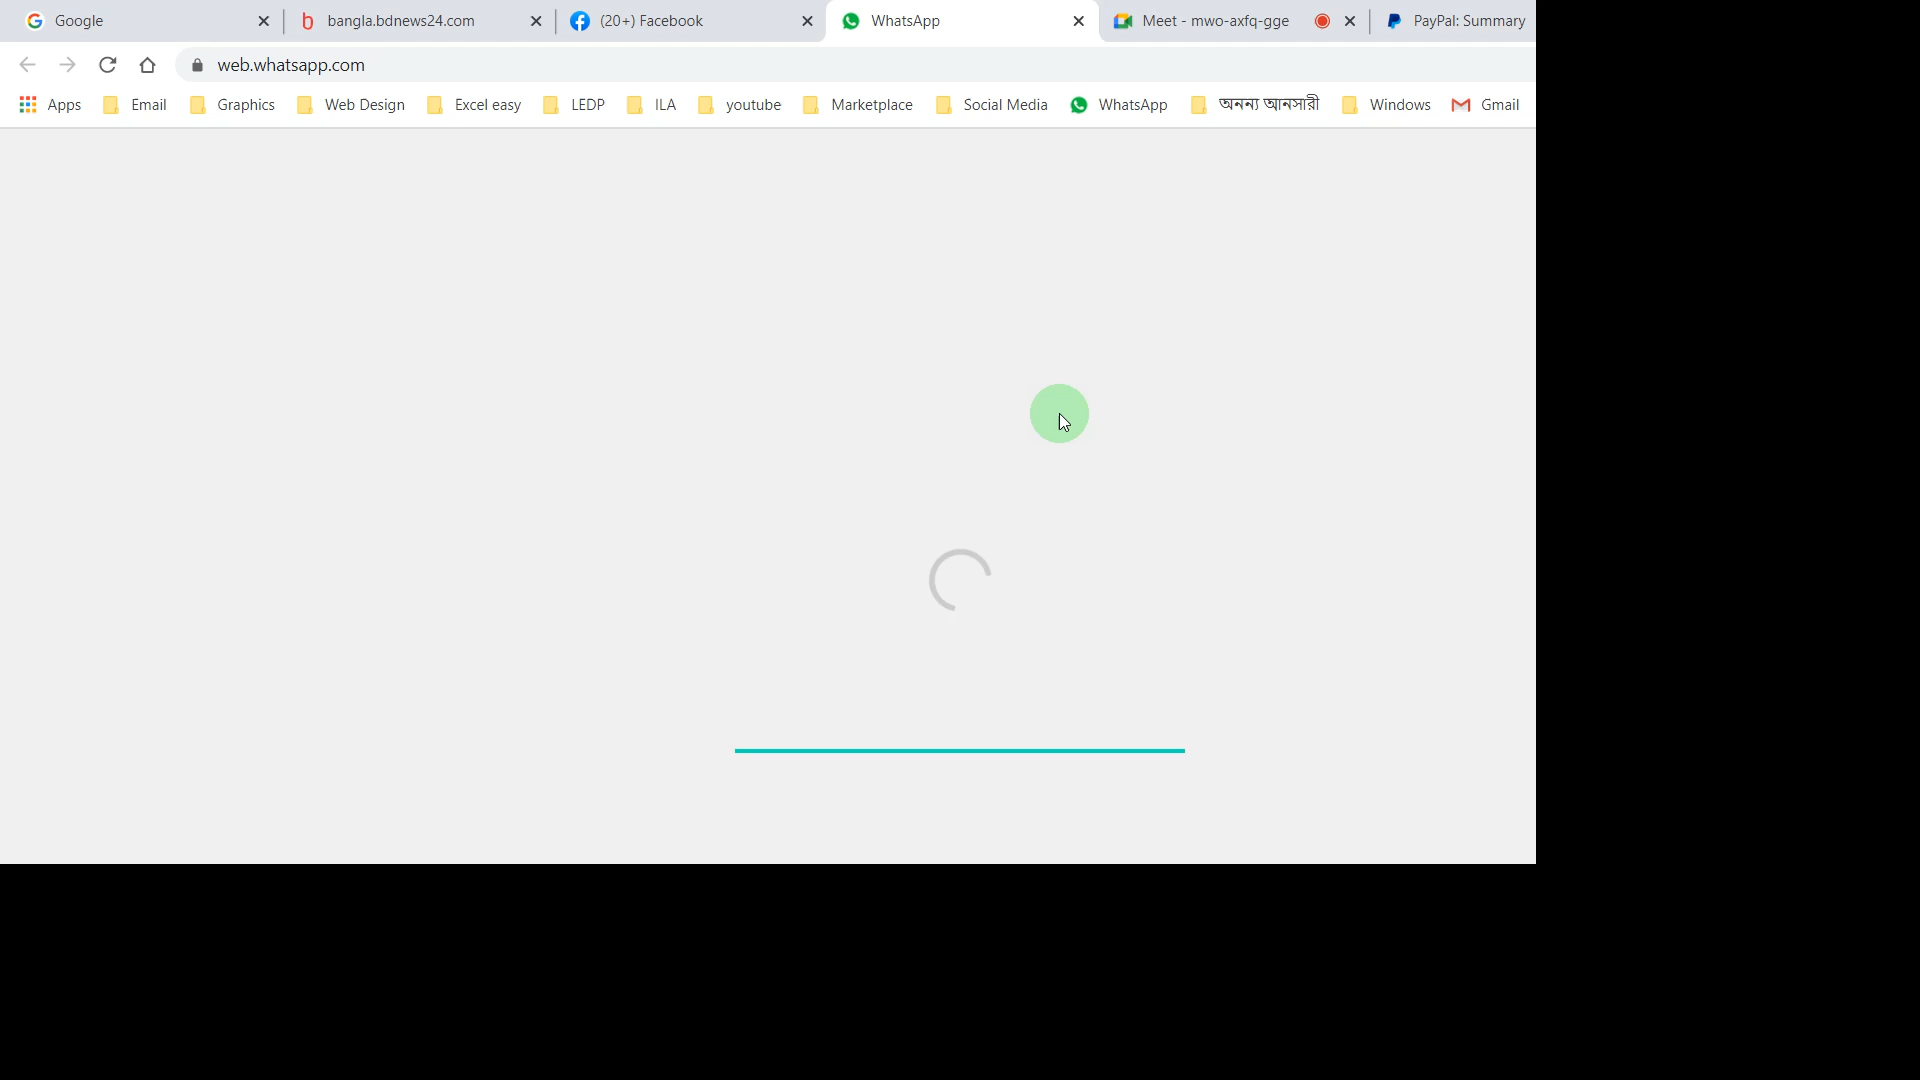 Google bangla.bdnews24.com (20+) Facebook WhatsApp Meet - mwo-axfq-gge PayPal: Summary
web.whatsapp.com
Apps Email Graphics Web Design Excel easy LEDP ILA youtube Marketplace Social Media WhatsApp অনন্য আনসারী Windows Gmail